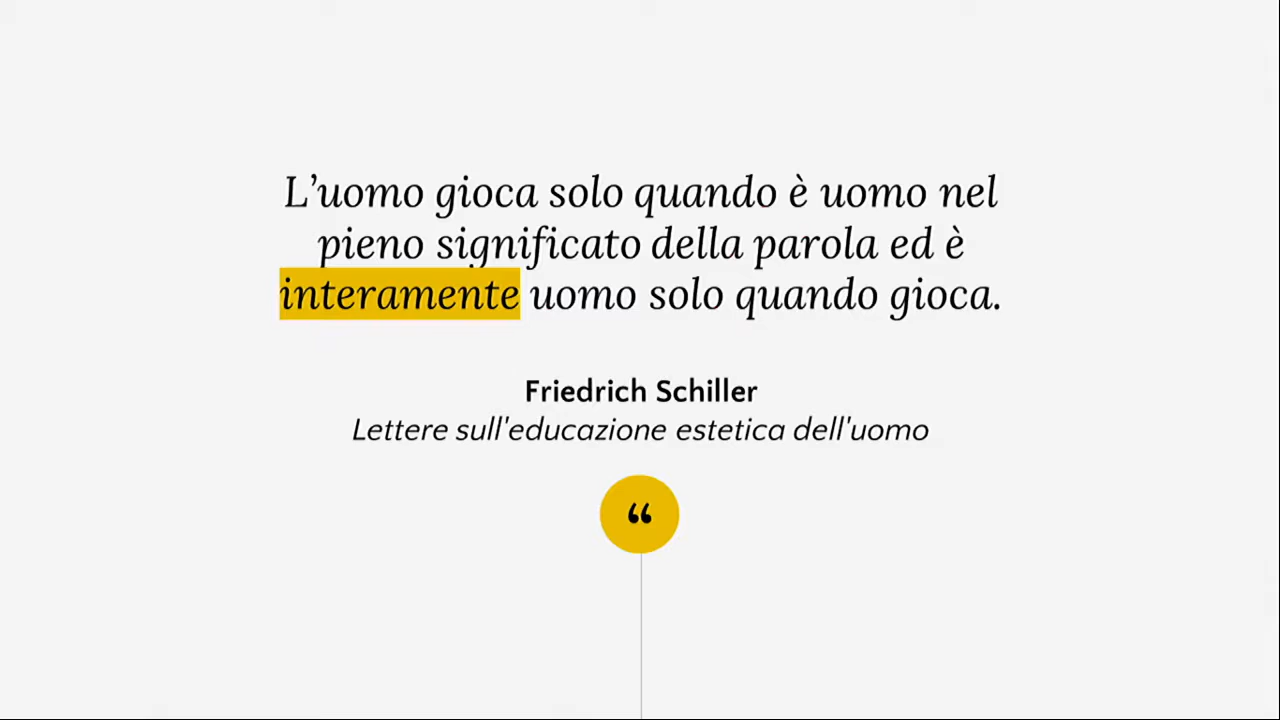 L’uomo gioca solo quando è uomo nel
pieno significato della parola ed è
interamente uomo solo quando gioca.
Friedrich Schiller
Lettere sull'educazione estetica dell'uomo
“